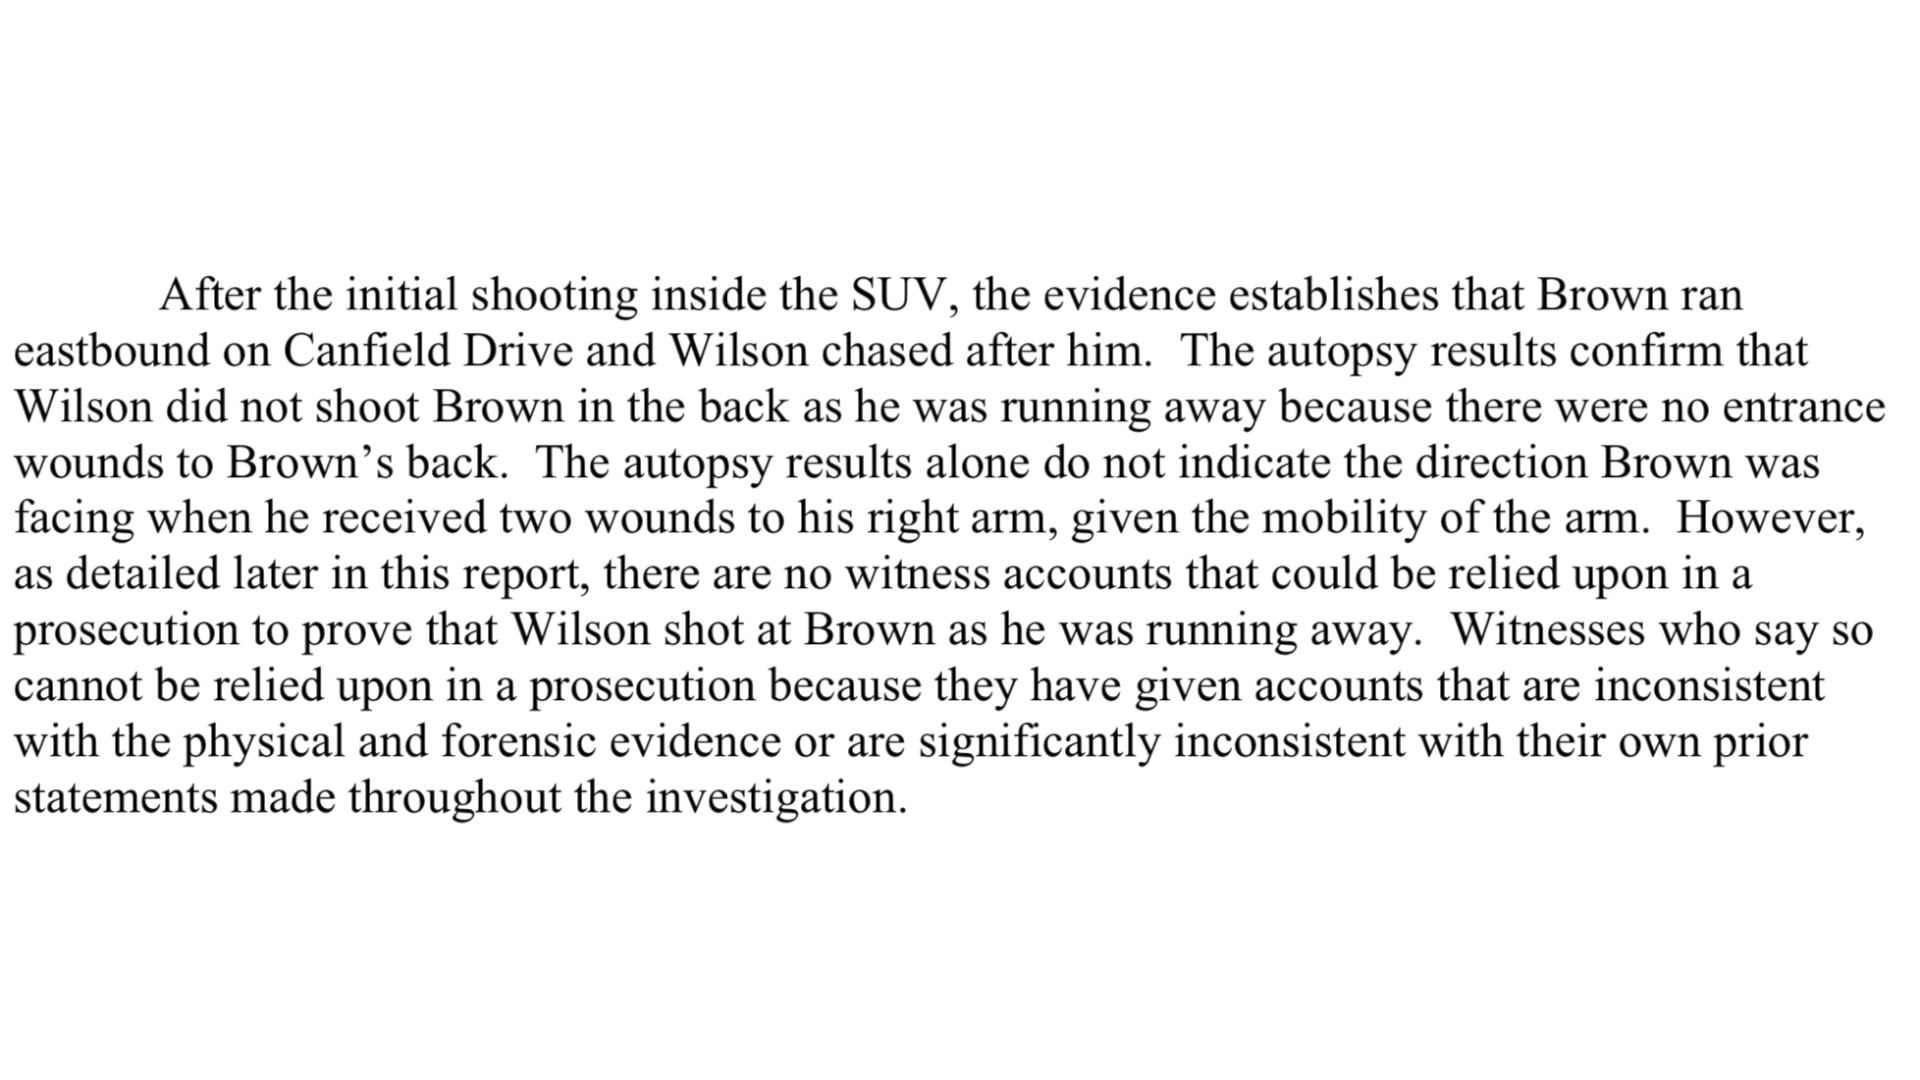 After the initial shooting inside the SUV, the evidence establishes that Brown ran
eastbound on Canfield Drive and Wilson chased after him.  The autopsy results confirm that
Wilson did not shoot Brown in the back as he was running away because there were no entrance
wounds to Brown’s back.  The autopsy results alone do not indicate the direction Brown was
facing when he received two wounds to his right arm, given the mobility of the arm.  However,
as detailed later in this report, there are no witness accounts that could be relied upon in a
prosecution to prove that Wilson shot at Brown as he was running away.  Witnesses who say so
cannot be relied upon in a prosecution because they have given accounts that are inconsistent
with the physical and forensic evidence or are significantly inconsistent with their own prior
statements made throughout the investigation.